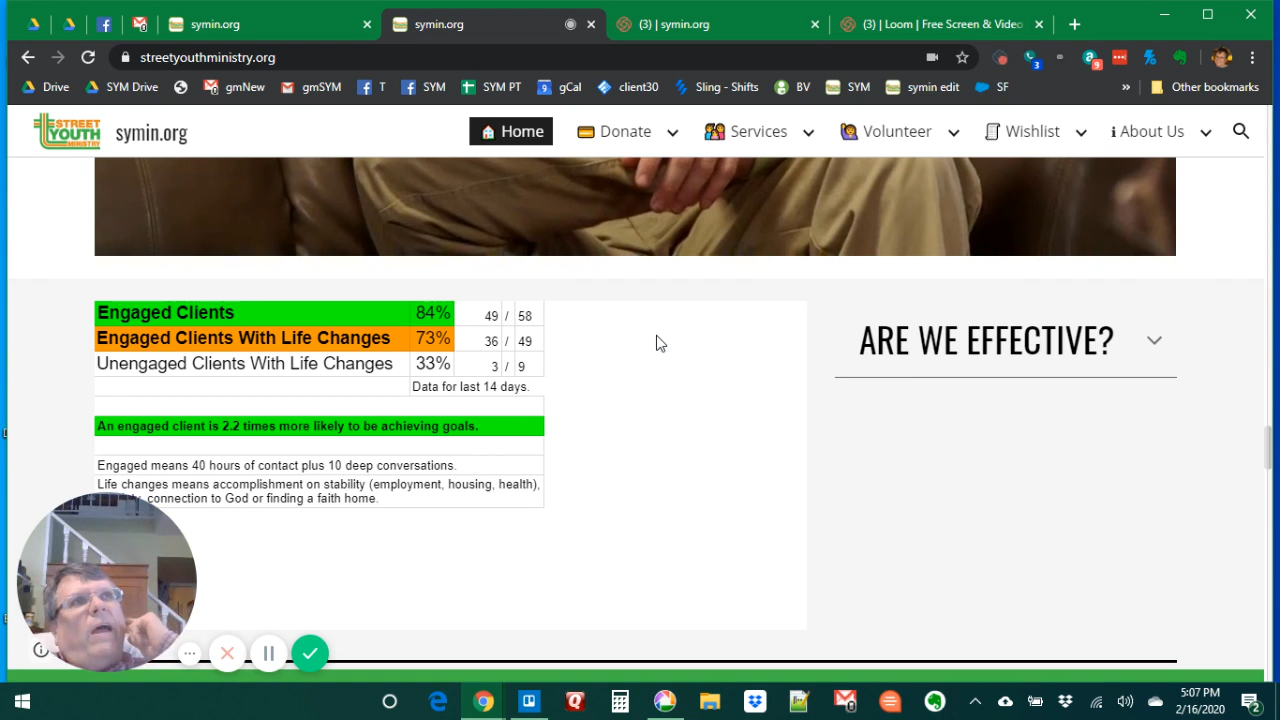 symin.org
symin.org
(3) | symin.org
(3) | Loom | Free Screen & Video
streetyouthministry.org
3
9
Drive
SYM Drive
gmNew
gmSYM
T
SYM
SYM PT
9
gCal
client30
Sling - Shifts
BV
SYM
symin edit
SF
»
Other bookmarks
STREET
YOUTH
MINISTRY
symin.org
Home
Donate
Services
Volunteer
Wishlist
About Us
Engaged Clients 84% 49 / 58
Engaged Clients With Life Changes 73% 36 / 49
Unengaged Clients With Life Changes 33% 3 / 9
Data for last 14 days.
An engaged client is 2.2 times more likely to be achieving goals.
Engaged means 40 hours of contact plus 10 deep conversations.
Life changes means accomplishment on stability (employment, housing, health),
connection to God or finding a faith home.
ARE WE EFFECTIVE?
5:07 PM
2/16/2020
2